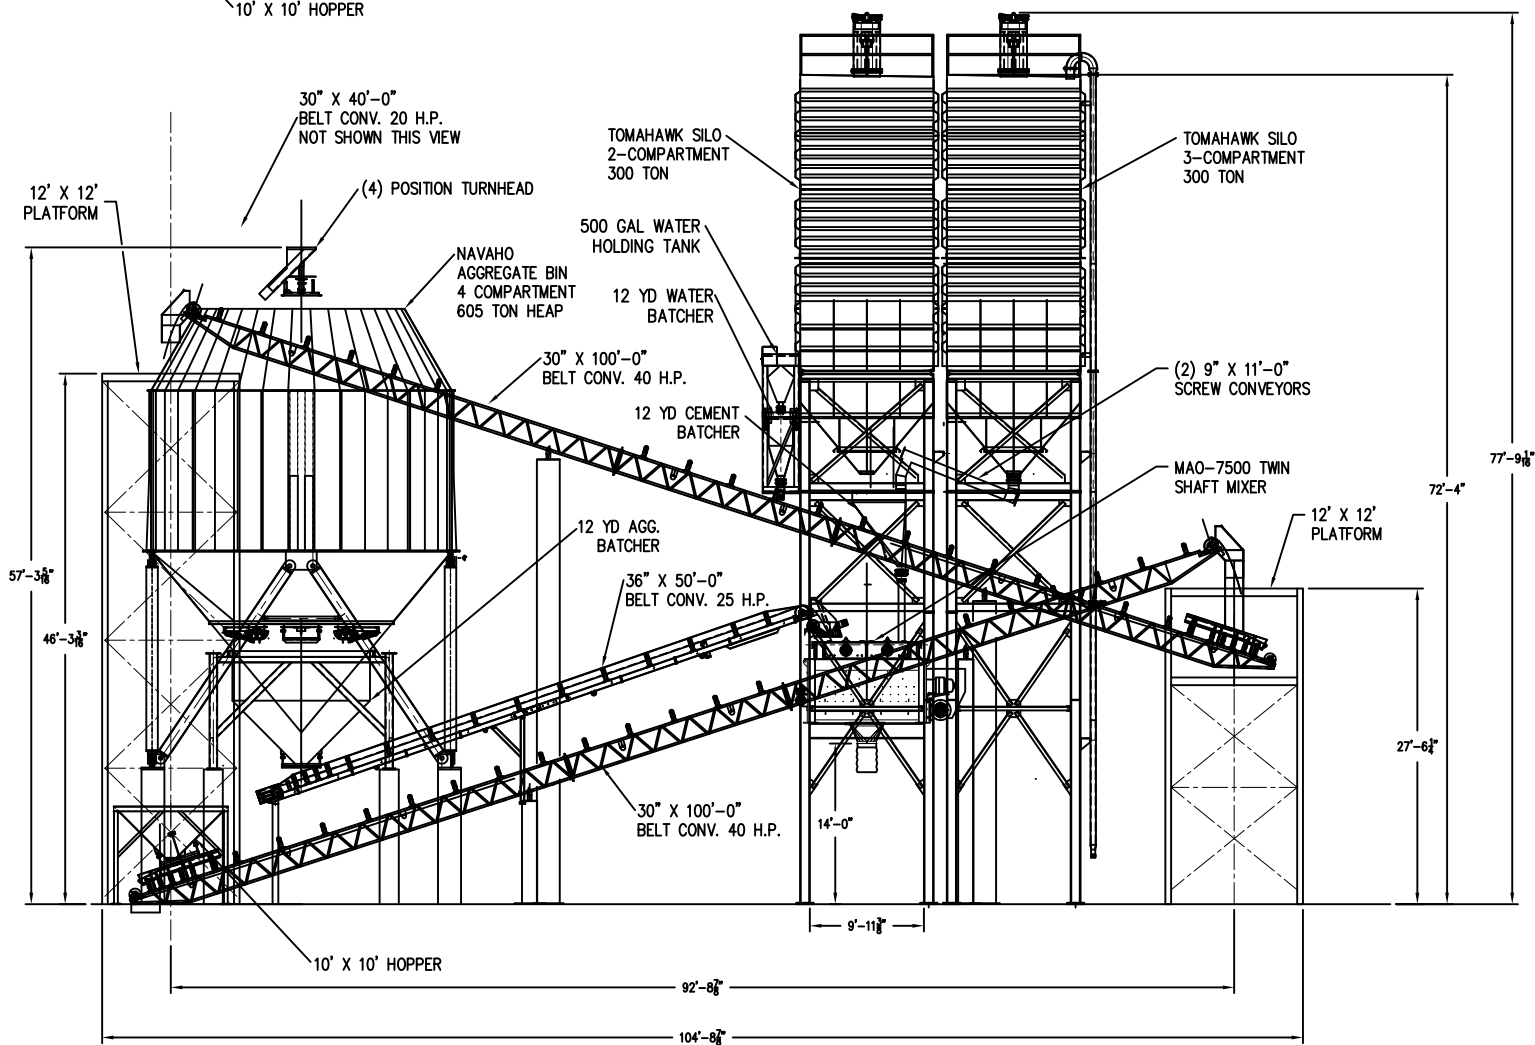 10' X 10' HOPPER
30" X 40'-0"
BELT CONV. 20 H.P.
NOT SHOWN THIS VIEW
12' X 12'
PLATFORM
(4) POSITION TURNHEAD
NAVAHO
AGGREGATE BIN
4 COMPARTMENT
605 TON HEAP
TOMAHAWK SILO
2-COMPARTMENT
300 TON
TOMAHAWK SILO
3-COMPARTMENT
300 TON
500 GAL WATER
HOLDING TANK
12 YD WATER
BATCHER
30" X 100'-0"
BELT CONV. 40 H.P.
(2) 9" X 11'-0"
SCREW CONVEYORS
12 YD CEMENT
BATCHER
MAO-7500 TWIN
SHAFT MIXER
12' X 12'
PLATFORM
12 YD AGG.
BATCHER
36" X 50'-0"
BELT CONV. 25 H.P.
57'-3 5/16"
46'-3 3/16"
77'-9 1/16"
72'-4"
27'-6 1/4"
30" X 100'-0"
BELT CONV. 40 H.P.
14'-0"
9'-11 3/8"
10' X 10' HOPPER
92'-8 7/8"
104'-8 7/8"